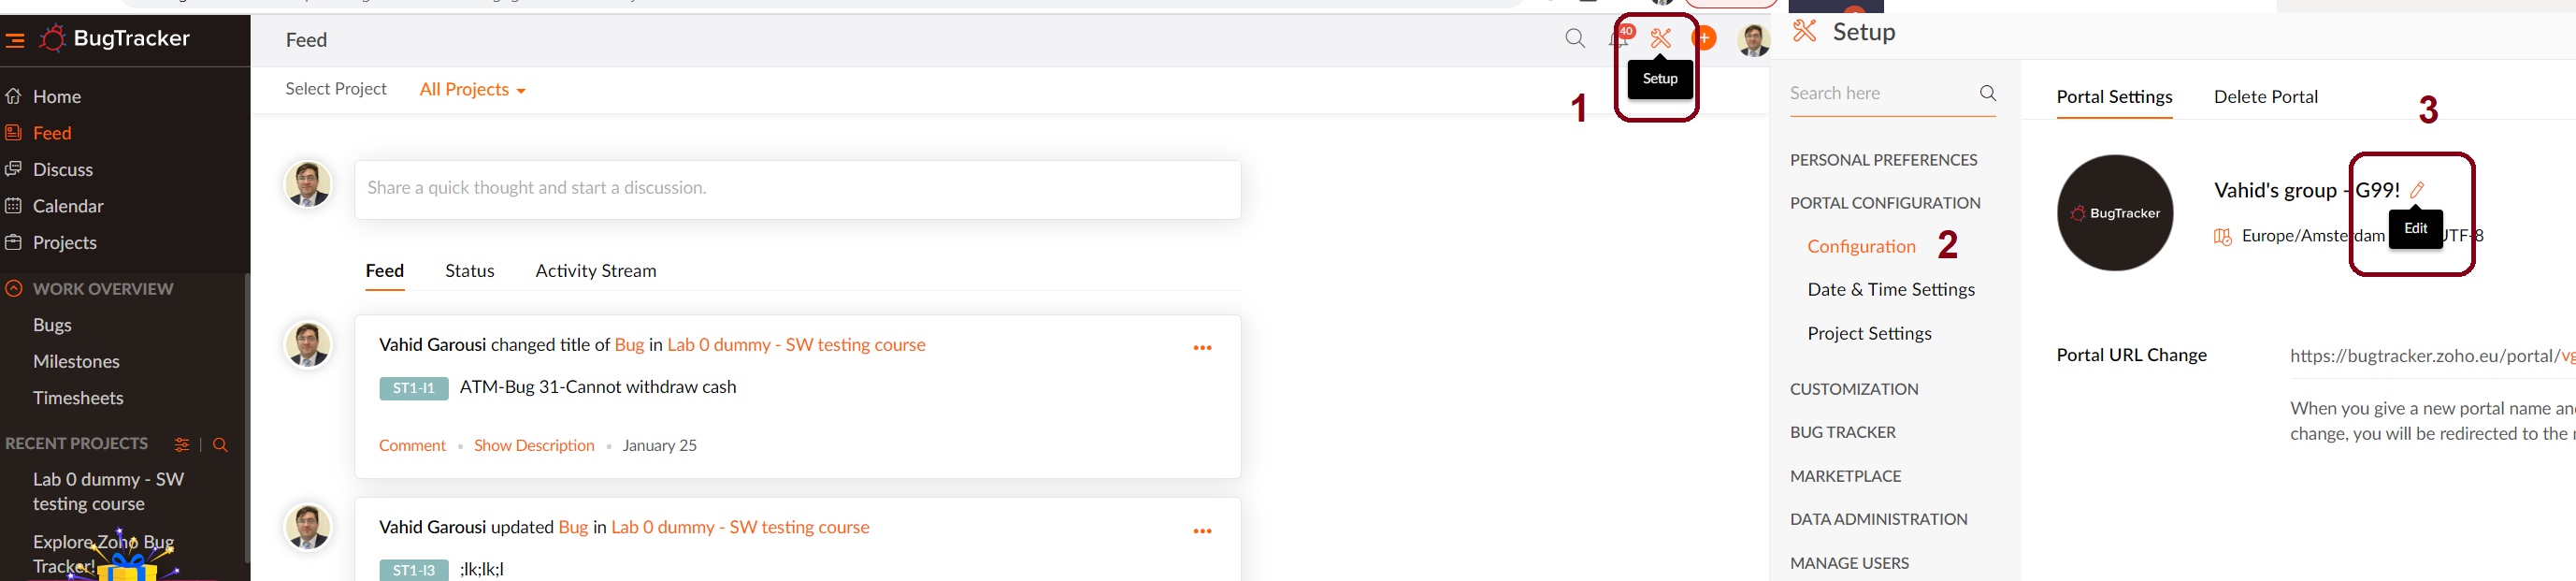 BugTracker
Home
Feed
Discuss
Calendar
Projects
WORK OVERVIEW
Bugs
Milestones
Timesheets
RECENT PROJECTS
Lab 0 dummy - SW
testing course
Explore Zoho Bug
Tracker!
Feed
40
Setup
1
Select Project All Projects
Share a quick thought and start a discussion.
Feed Status Activity Stream
Vahid Garousi changed title of Bug in Lab 0 dummy - SW testing course
ST1-I1 ATM-Bug 31-Cannot withdraw cash
Comment Show Description January 25
Vahid Garousi updated Bug in Lab 0 dummy - SW testing course
ST1-I3 ;lk;lk;l
Setup
Search here
PERSONAL PREFERENCES
PORTAL CONFIGURATION
Configuration 2
Date & Time Settings
Project Settings
CUSTOMIZATION
BUG TRACKER
MARKETPLACE
DATA ADMINISTRATION
MANAGE USERS
Portal Settings Delete Portal
3
BugTracker
Vahid's group - G99!
Edit
Europe/Amsterdam UTF-8
Portal URL Change https://bugtracker.zoho.eu/portal/vg
When you give a new portal name an
change, you will be redirected to the